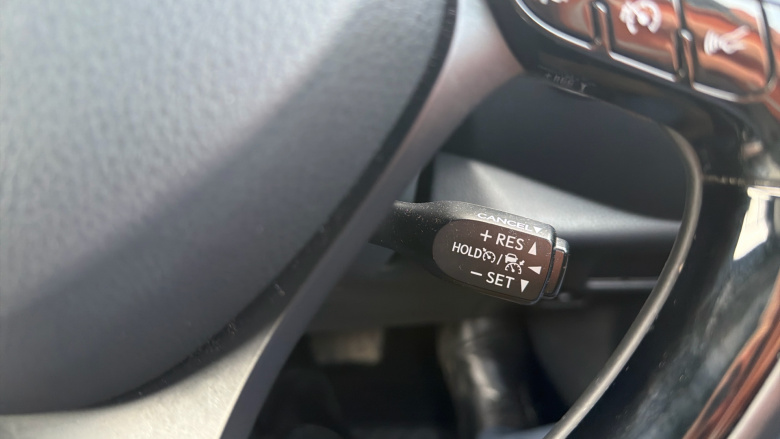 CANCEL▼
+RES▲
HOLD /
−SET▼